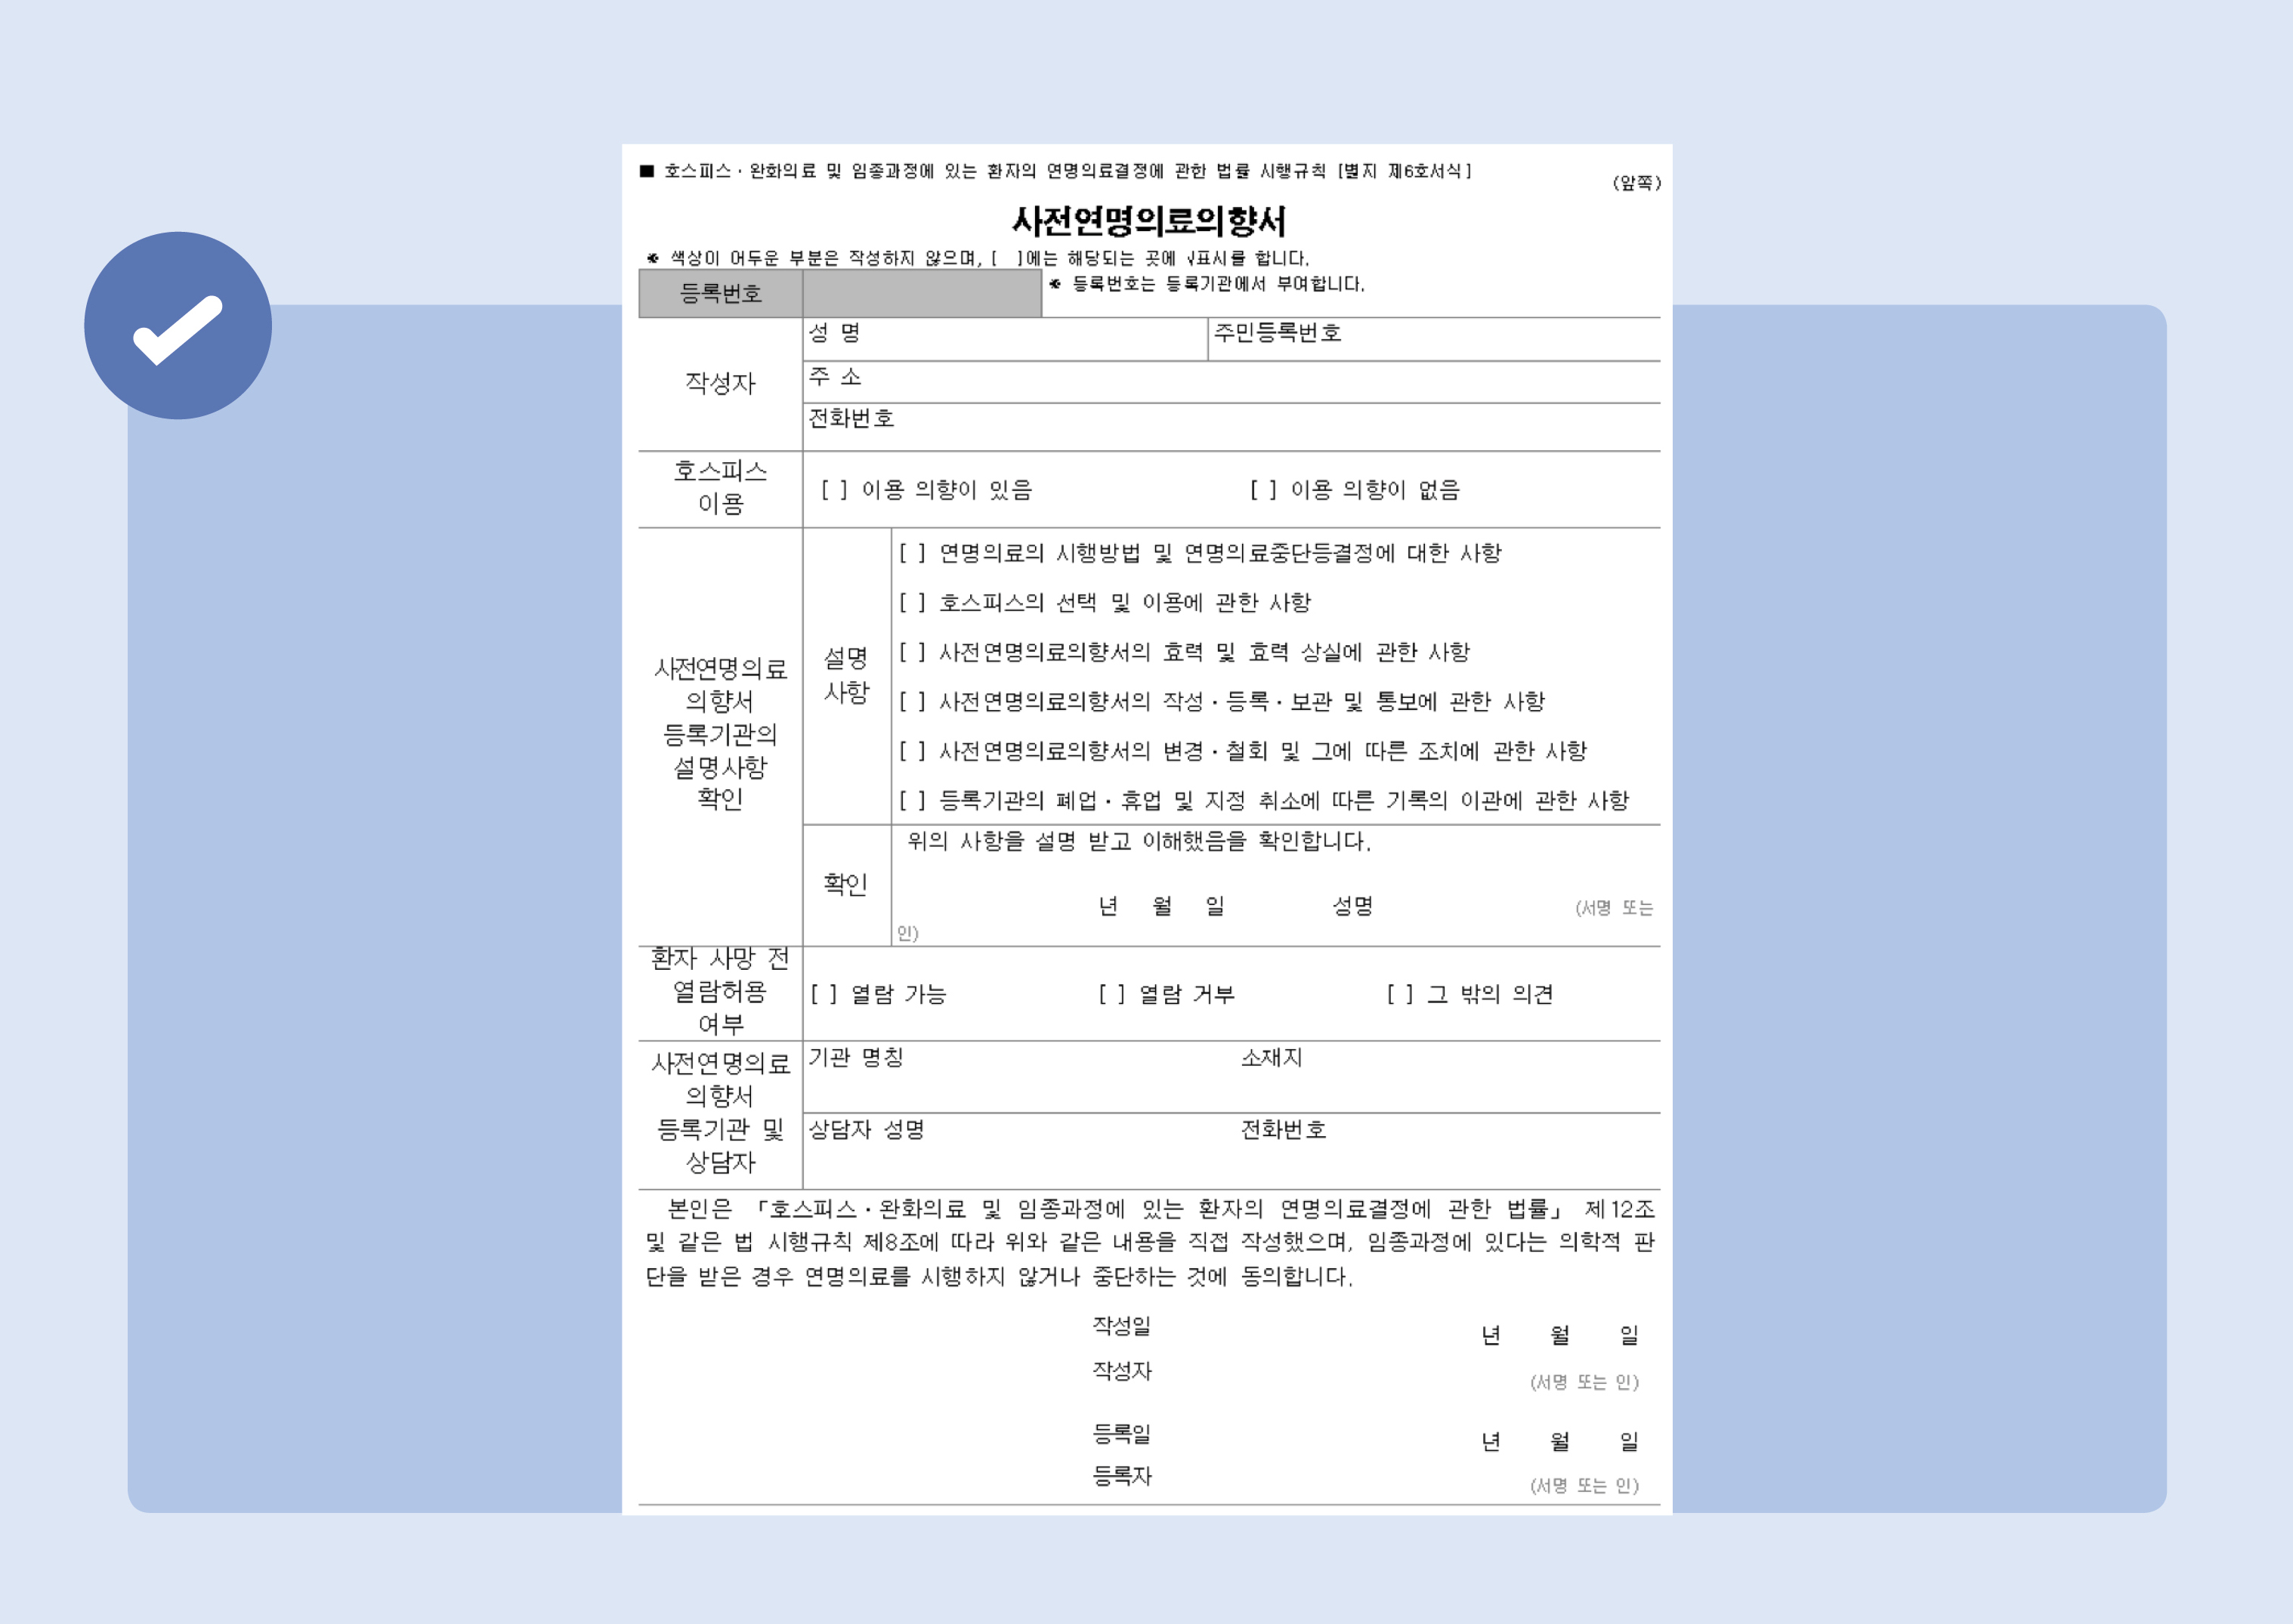 ■ 호스피스·완화의료 및 임종과정에 있는 환자의 연명의료결정에 관한 법률 시행규칙 [별지 제6호서식]
(앞쪽)
사전연명의료의향서
※ 색상이 어두운 부분은 작성하지 않으며, [ ]에는 해당되는 곳에 √표시를 합니다.
등록번호
※ 등록번호는 등록기관에서 부여합니다.
작성자
성 명 주민등록번호
주 소
전화번호
호스피스
이용
[ ] 이용 의향이 있음 [ ] 이용 의향이 없음
사전연명의료
의향서
등록기관의
설명사항
확인
설명
사항
[ ] 연명의료의 시행방법 및 연명의료중단등결정에 대한 사항
[ ] 호스피스의 선택 및 이용에 관한 사항
[ ] 사전연명의료의향서의 효력 및 효력 상실에 관한 사항
[ ] 사전연명의료의향서의 작성·등록·보관 및 통보에 관한 사항
[ ] 사전연명의료의향서의 변경·철회 및 그에 따른 조치에 관한 사항
[ ] 등록기관의 폐업·휴업 및 지정 취소에 따른 기록의 이관에 관한 사항
확인
위의 사항을 설명 받고 이해했음을 확인합니다.
년 월 일 성명 (서명 또는
인)
환자 사망 전
열람허용
여부
[ ] 열람 가능 [ ] 열람 거부 [ ] 그 밖의 의견
사전연명의료
의향서
등록기관 및
상담자
기관 명칭 소재지
상담자 성명 전화번호
본인은 「호스피스·완화의료 및 임종과정에 있는 환자의 연명의료결정에 관한 법률」 제12조
및 같은 법 시행규칙 제8조에 따라 위와 같은 내용을 직접 작성했으며, 임종과정에 있다는 의학적 판
단을 받은 경우 연명의료를 시행하지 않거나 중단하는 것에 동의합니다.
작성일 년 월 일
작성자 (서명 또는 인)
등록일 년 월 일
등록자 (서명 또는 인)